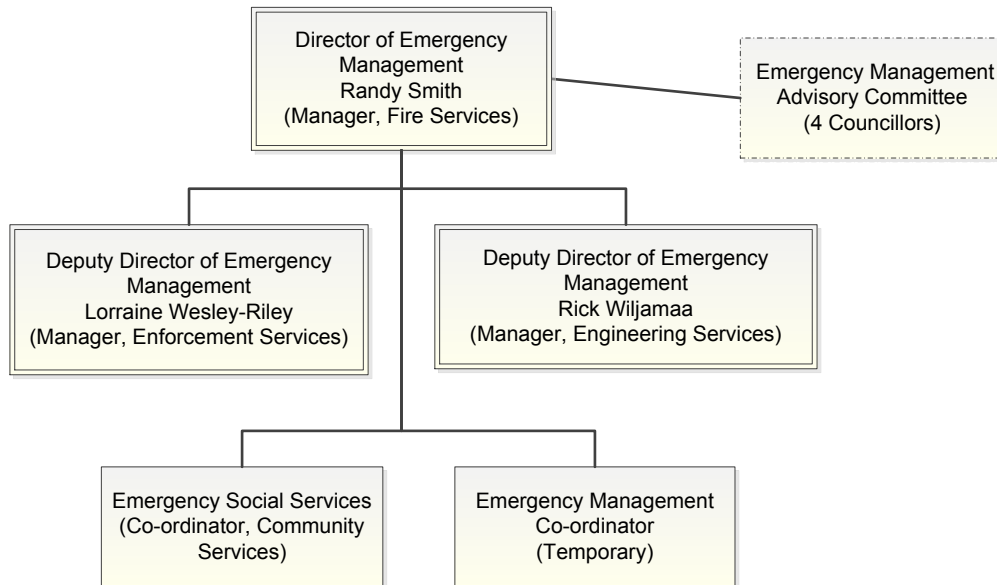 Director of Emergency
Management
Randy Smith
(Manager, Fire Services)
Emergency Management
Advisory Committee
(4 Councillors)
Deputy Director of Emergency
Management
Lorraine Wesley-Riley
(Manager, Enforcement Services)
Deputy Director of Emergency
Management
Rick Wiljamaa
(Manager, Engineering Services)
Emergency Social Services
(Co-ordinator, Community
Services)
Emergency Management
Co-ordinator
(Temporary)